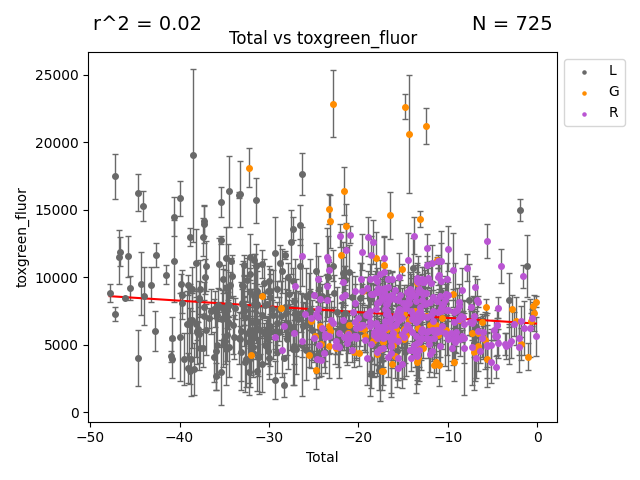 r^2 = 0.02
N = 725
Total vs toxgreen_fluor
25000
20000
15000
10000
5000
0
toxgreen_fluor
−50
−40
−30
−20
−10
0
Total
L
G
R